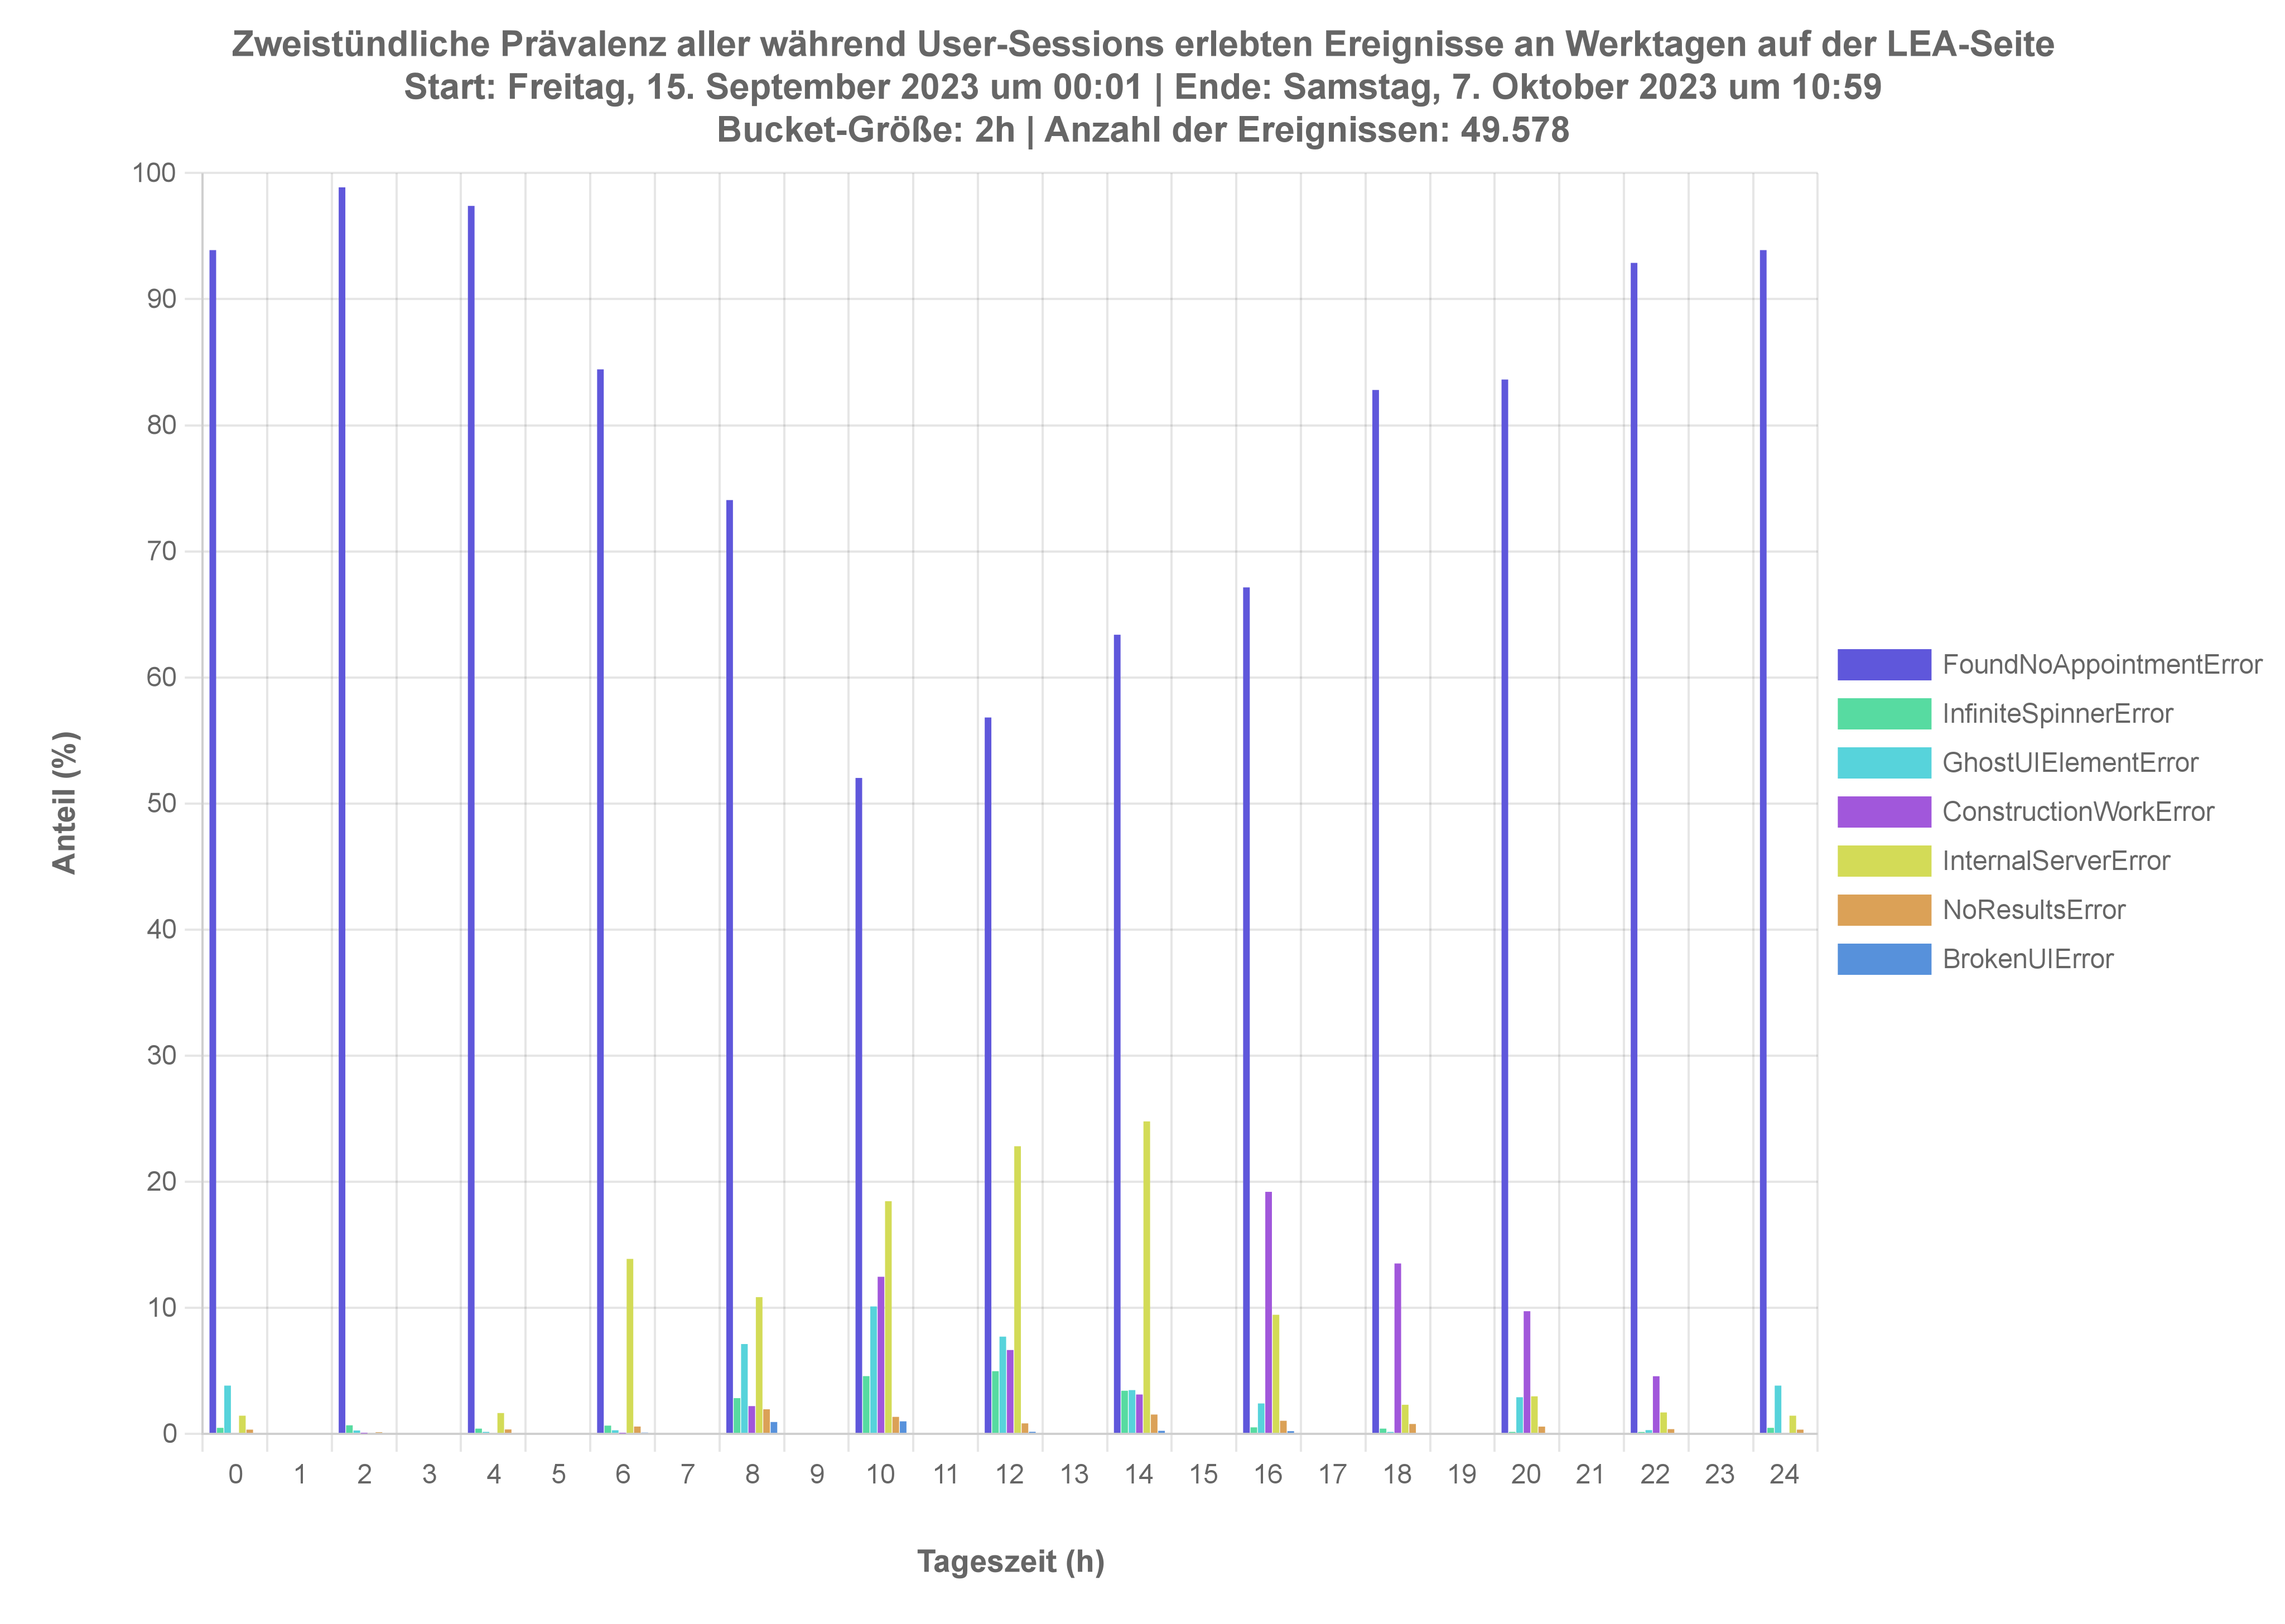 Zweistündliche Prävalenz aller während User-Sessions erlebten Ereignisse an Werktagen auf der LEA-Seite
Start: Freitag, 15. September 2023 um 00:01 | Ende: Samstag, 7. Oktober 2023 um 10:59
Bucket-Größe: 2h | Anzahl der Ereignissen: 49.578
100
90
80
70
60
50
40
30
20
10
0
Anteil (%)
0 1 2 3 4 5 6 7 8 9 10 11 12 13 14 15 16 17 18 19 20 21 22 23 24
Tageszeit (h)
FoundNoAppointmentError
InfiniteSpinnerError
GhostUIElementError
ConstructionWorkError
InternalServerError
NoResultsError
BrokenUIError